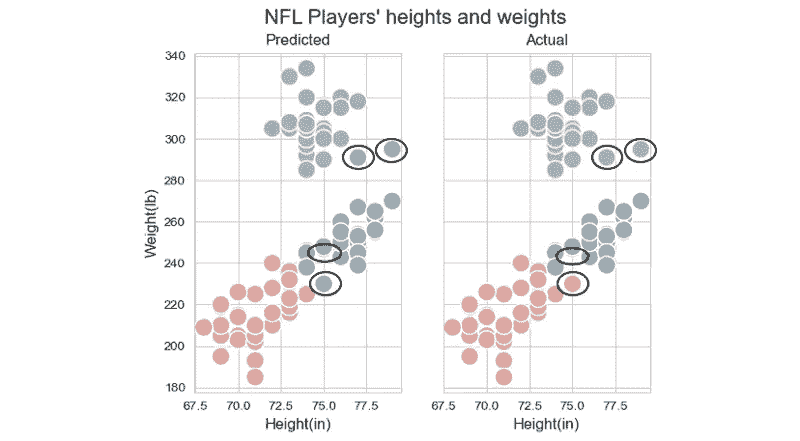 NFL Players' heights and weights
Predicted
Actual
Weight(lb)
340
320
300
280
260
240
220
200
180
67.5 70.0 72.5 75.0 77.5
67.5 70.0 72.5 75.0 77.5
Height(in)
Height(in)